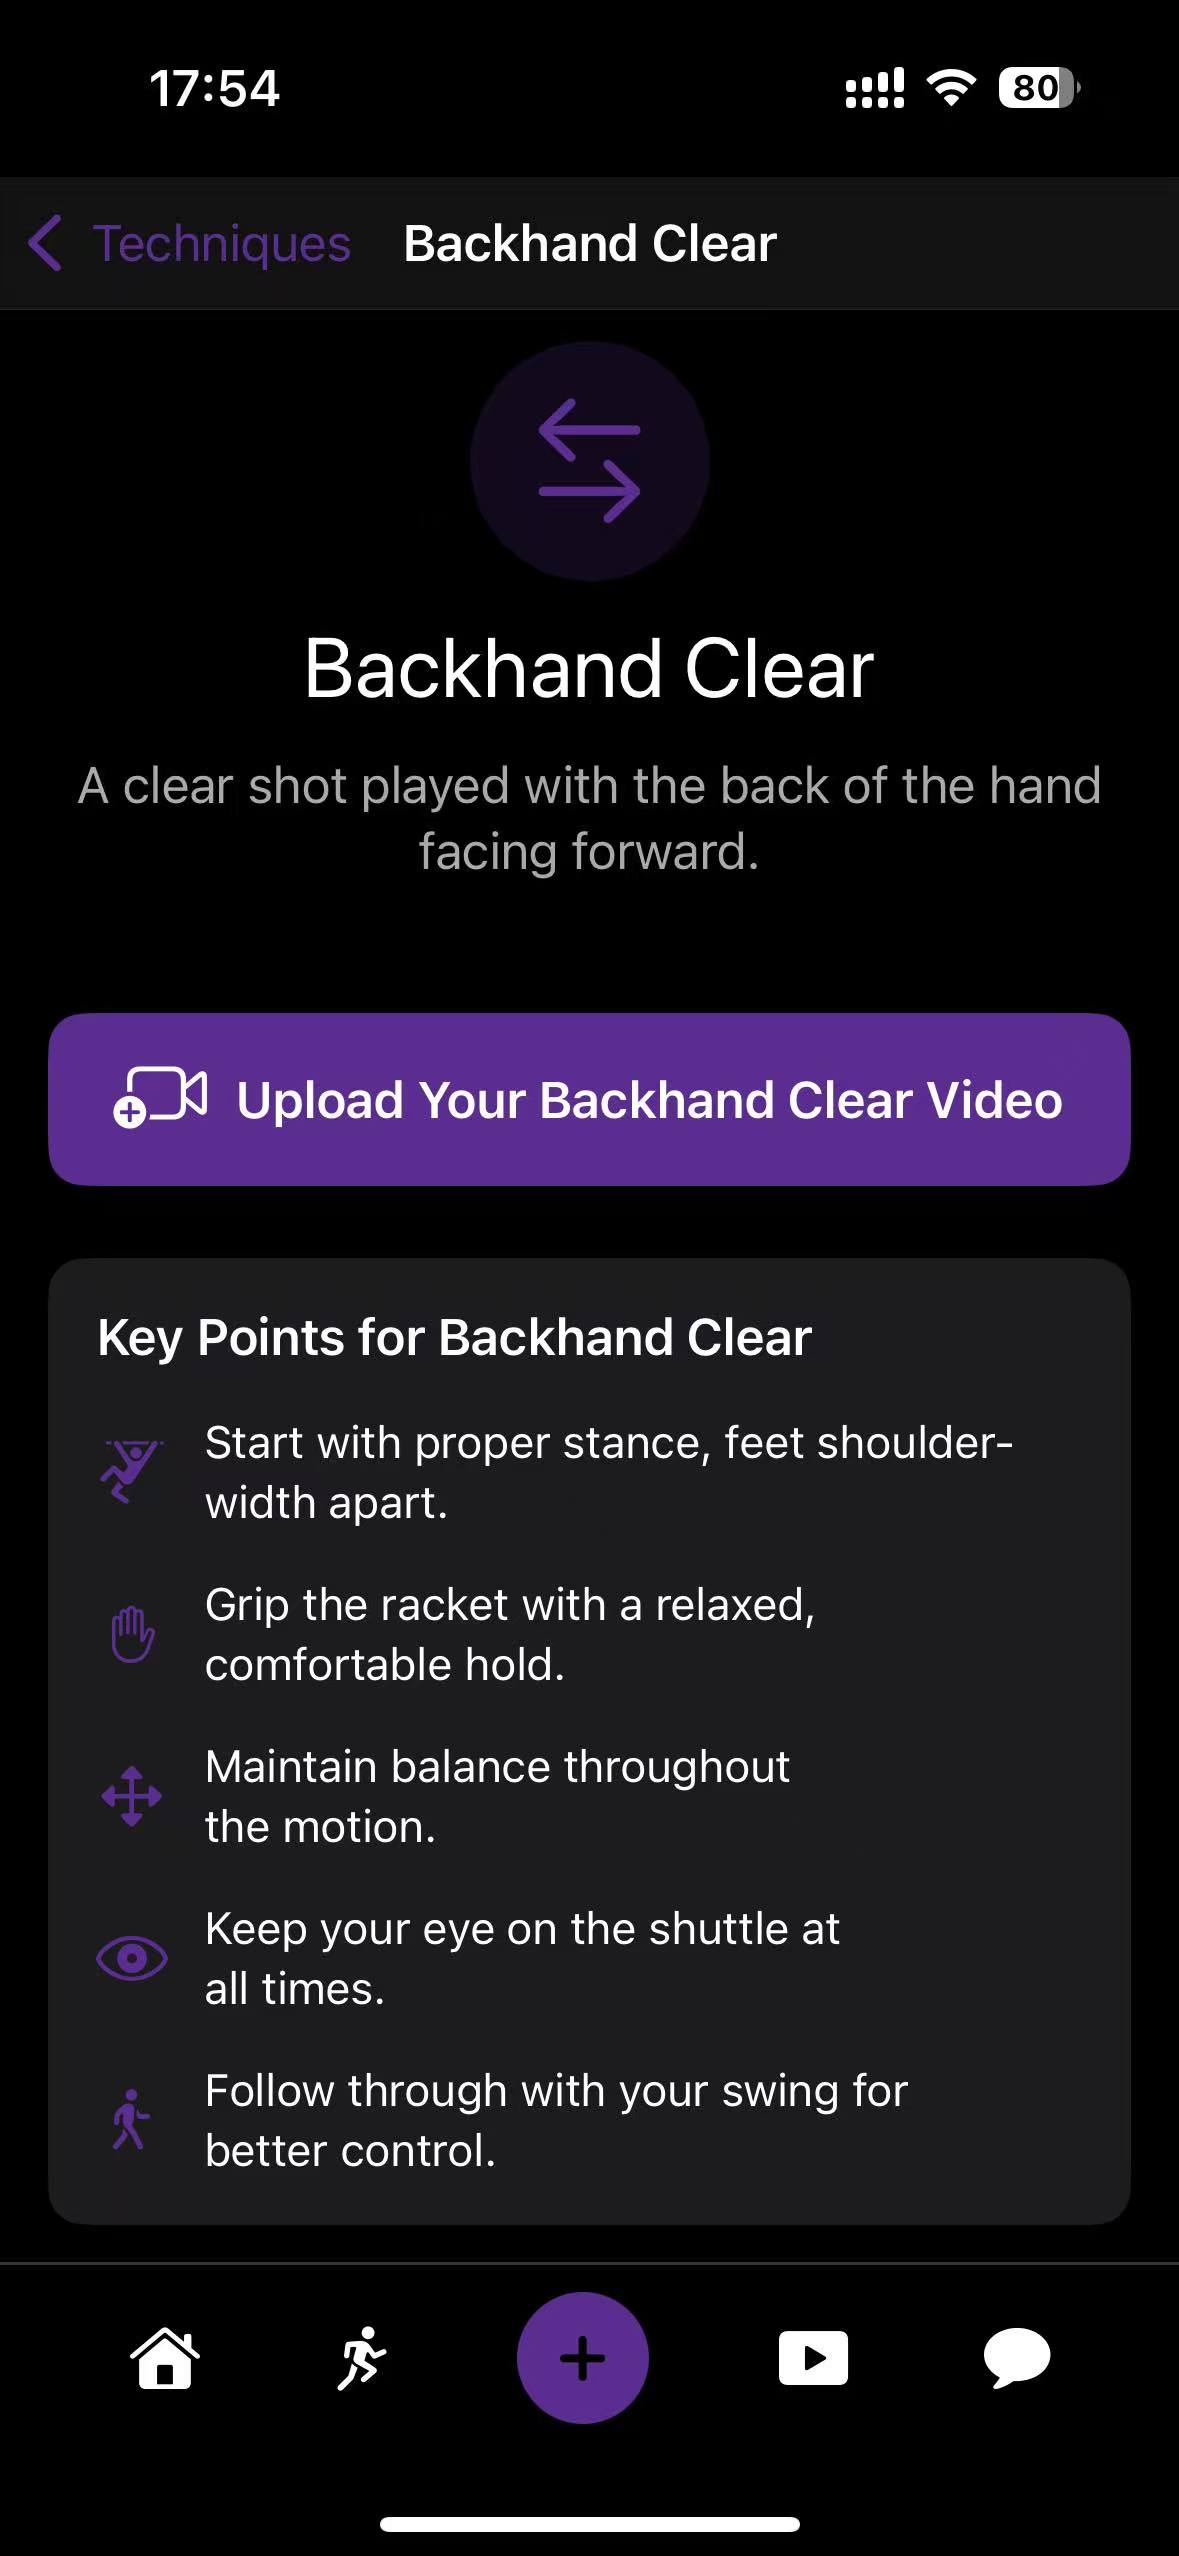 17:54
80
Techniques
Backhand Clear
Backhand Clear
A clear shot played with the back of the hand
facing forward.
Upload Your Backhand Clear Video
Key Points for Backhand Clear
Start with proper stance, feet shoulder-
width apart.
Grip the racket with a relaxed,
comfortable hold.
Maintain balance throughout
the motion.
Keep your eye on the shuttle at
all times.
Follow through with your swing for
better control.